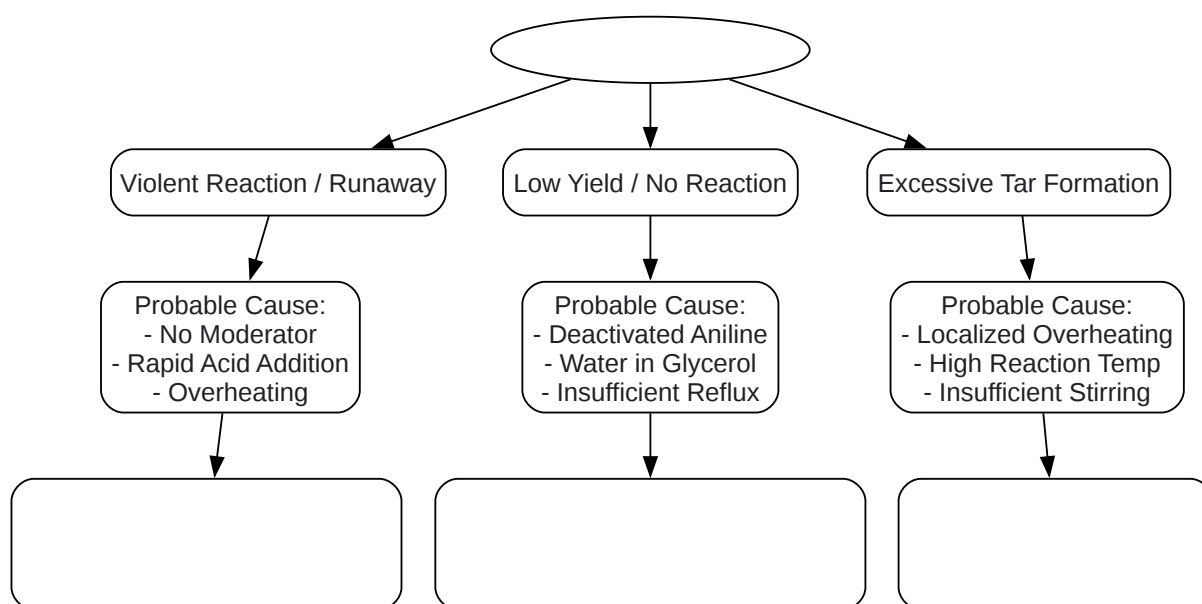 Violent Reaction / Runaway
Low Yield / No Reaction
Excessive Tar Formation
Probable Cause:
- No Moderator
- Rapid Acid Addition
- Overheating
Probable Cause:
- Deactivated Aniline
- Water in Glycerol
- Insufficient Reflux
Probable Cause:
- Localized Overheating
- High Reaction Temp
- Insufficient Stirring